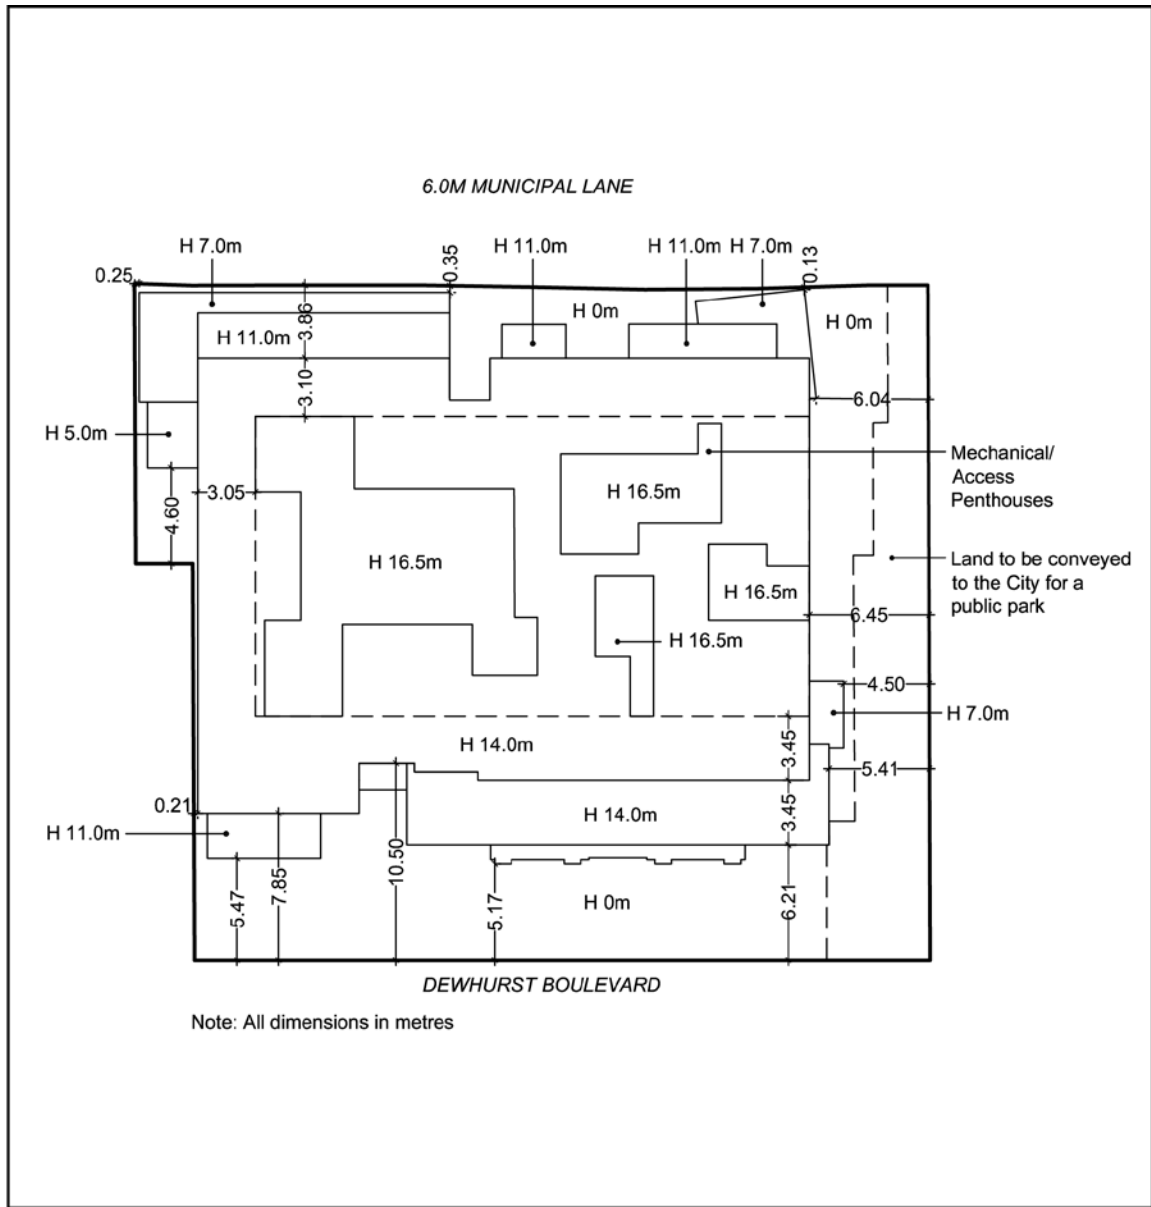 6.0M MUNICIPAL LANE
H 7.0m
H 11.0m
H 11.0m
H 7.0m
0.25
0.35
0.13
H 0m
H 0m
3.86
H 11.0m
3.10
6.04
H 5.0m
Mechanical/
Access
Penthouses
3.05
H 16.5m
4.60
H 16.5m
Land to be conveyed
to the City for a
public park
H 16.5m
6.45
H 16.5m
4.50
H 7.0m
H 14.0m
3.45
5.41
0.21
H 14.0m
3.45
H 11.0m
10.50
7.85
5.47
5.17
H 0m
6.21
DEWHURST BOULEVARD
Note: All dimensions in metres